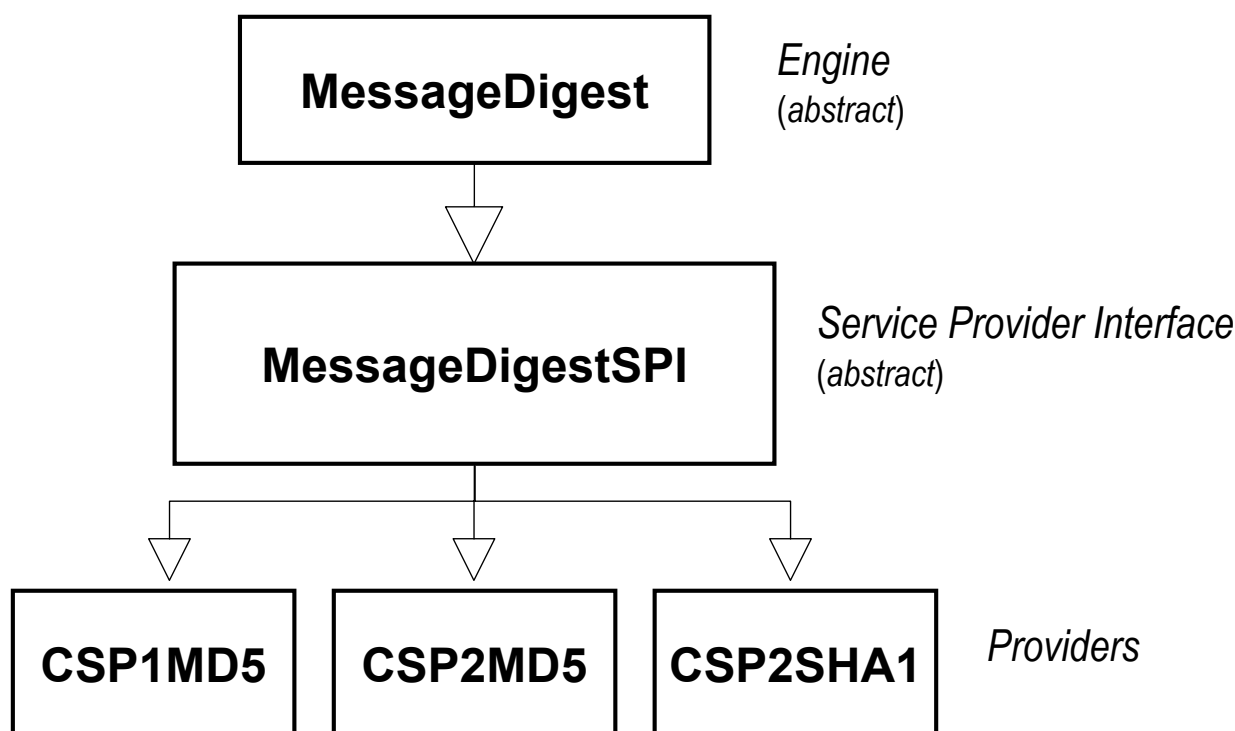 MessageDigest
Engine
(abstract)
MessageDigestSPI
Service Provider Interface
(abstract)
CSP1MD5
CSP2MD5
CSP2SHA1
Providers